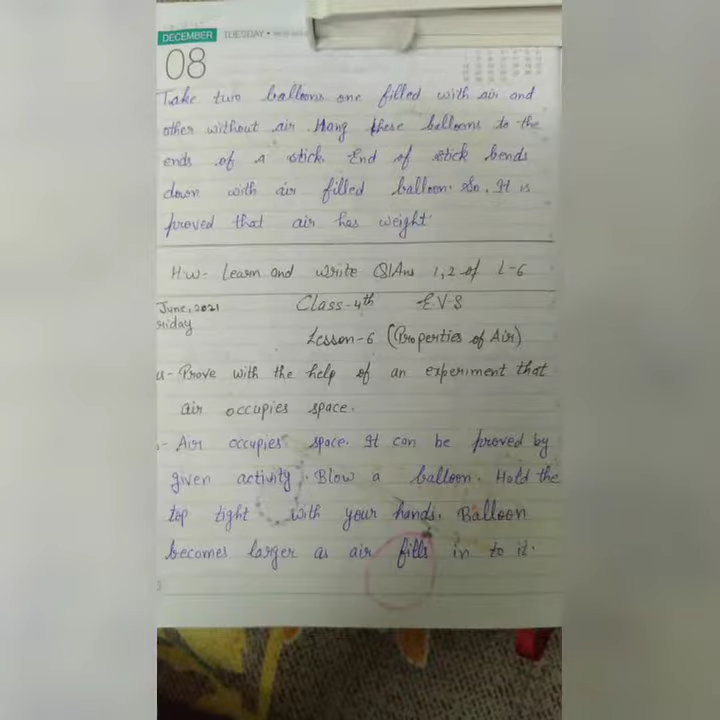 DECEMBER TUESDAY
08
Take two balloons one filled with air and
other without air. Hang these balloons to the
ends of a stick. End of stick bends
down with air filled balloon. So, It is
proved that air has weight.
H.W- Learn and write Q/Ans 1,2 of L-6
June, 2021 Class-4th E.V.S
riday
Lesson-6 (Properties of Air)
- Prove with the help of an experiment that
air occupies space.
- Air occupies space. It can be proved by
given activity. Blow a balloon. Hold the
top tight with your hands. Balloon
becomes larger as air fills in to it.